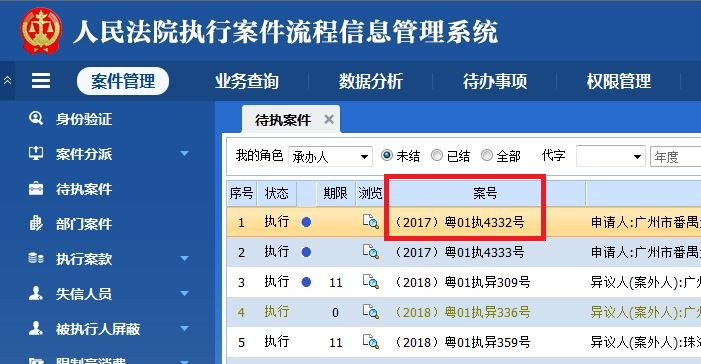 人民法院执行案件流程信息管理系统
案件管理 业务查询 数据分析 待办事项 权限管理
身份验证
案件分派
待执案件
部门案件
执行案款
失信人员
被执行人屏蔽
限制高消费
待执案件
我的角色 承办人 未结 已结 全部 代字 年度
序号 状态 期限 浏览 案号
1 执行 （2017）粤01执4332号 申请人:广州市番禺
2 执行 （2017）粤01执4333号 申请人:广州市番禺
3 执行 11 （2018）粤01执异309号 异议人(案外人):广
4 执行 0 （2018）粤01执异336号 异议人(案外人):广州
5 执行 11 （2018）粤01执异359号 异议人(案外人):珠